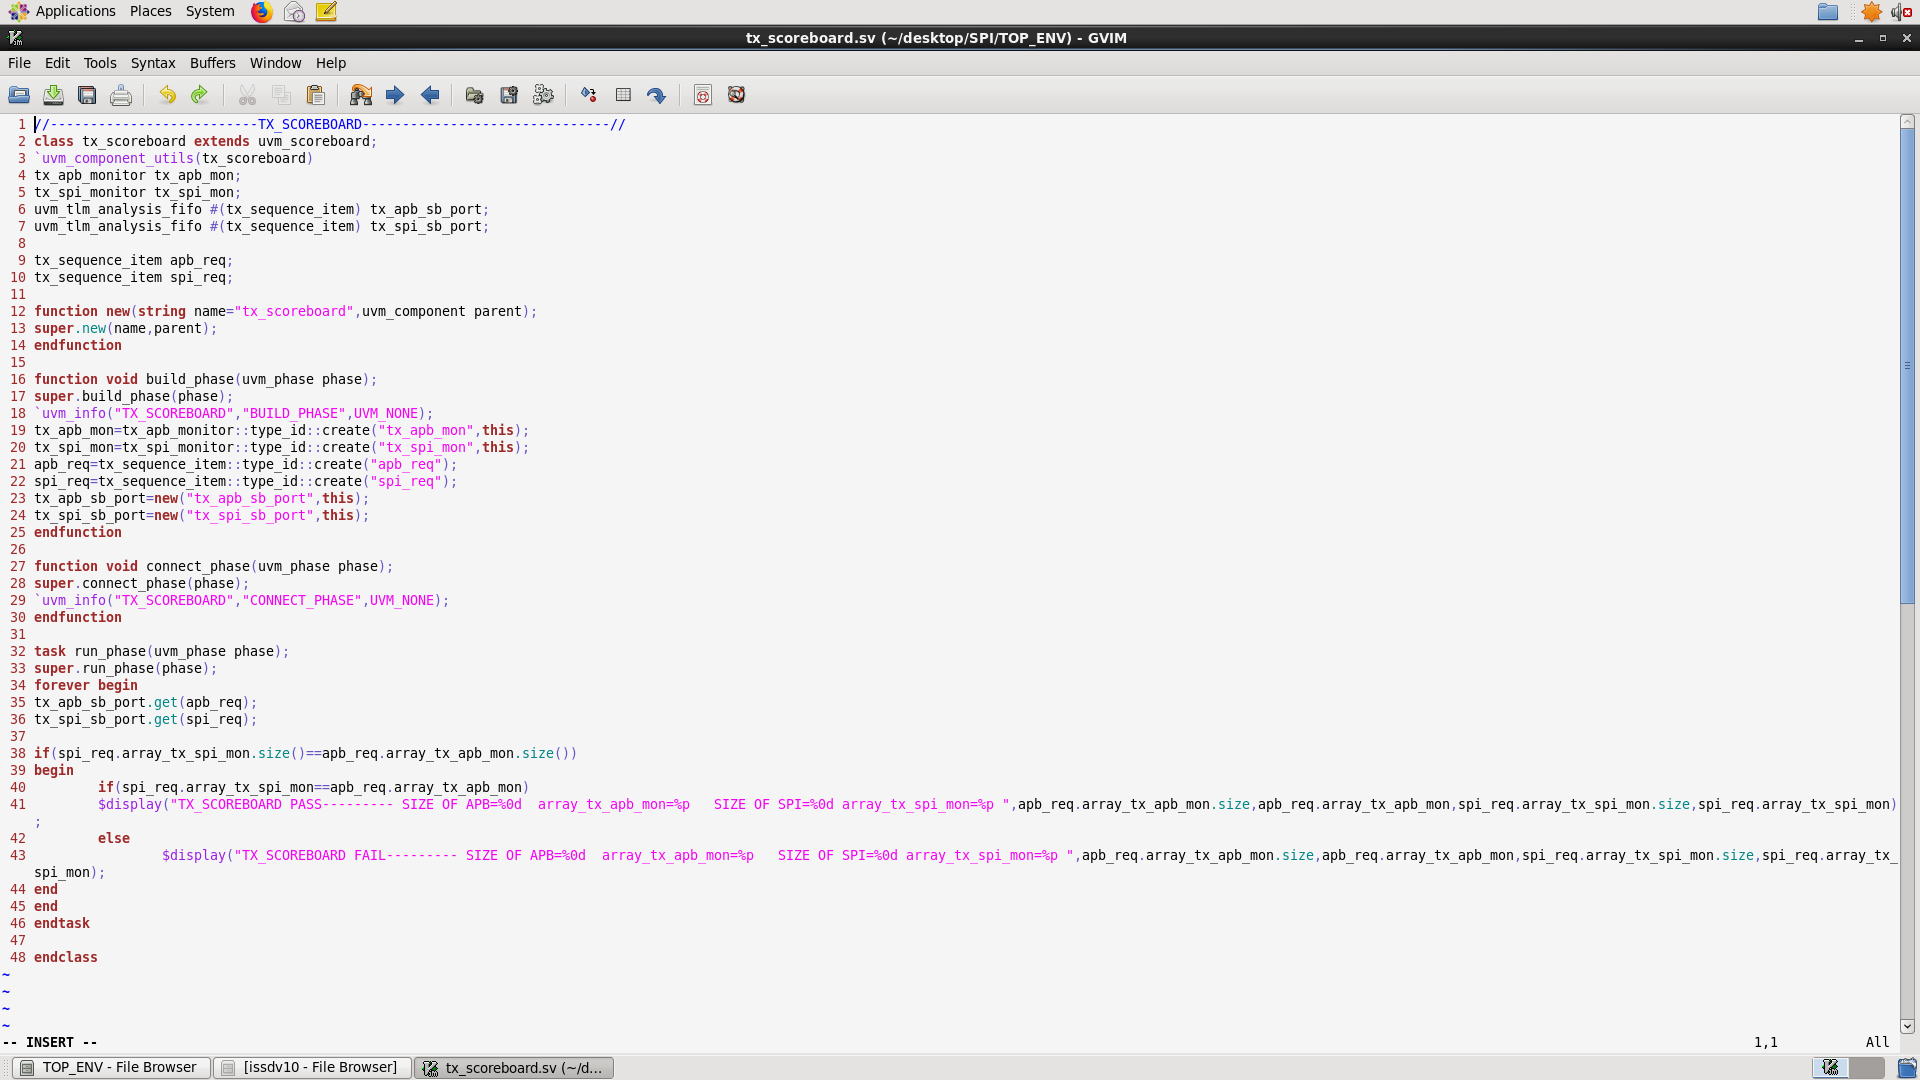 Applications Places System
tx_scoreboard.sv (~/desktop/SPI/TOP_ENV) - GVIM
File Edit Tools Syntax Buffers Window Help
1 //--------------------------TX_SCOREBOARD-------------------------------//
2 class tx_scoreboard extends uvm_scoreboard;
3 `uvm_component_utils(tx_scoreboard)
4 tx_apb_monitor tx_apb_mon;
5 tx_spi_monitor tx_spi_mon;
6 uvm_tlm_analysis_fifo #(tx_sequence_item) tx_apb_sb_port;
7 uvm_tlm_analysis_fifo #(tx_sequence_item) tx_spi_sb_port;
8
9 tx_sequence_item apb_req;
10 tx_sequence_item spi_req;
11
12 function new(string name="tx_scoreboard",uvm_component parent);
13 super.new(name,parent);
14 endfunction
15
16 function void build_phase(uvm_phase phase);
17 super.build_phase(phase);
18 `uvm_info("TX_SCOREBOARD","BUILD_PHASE",UVM_NONE);
19 tx_apb_mon=tx_apb_monitor::type_id::create("tx_apb_mon",this);
20 tx_spi_mon=tx_spi_monitor::type_id::create("tx_spi_mon",this);
21 apb_req=tx_sequence_item::type_id::create("apb_req");
22 spi_req=tx_sequence_item::type_id::create("spi_req");
23 tx_apb_sb_port=new("tx_apb_sb_port",this);
24 tx_spi_sb_port=new("tx_spi_sb_port",this);
25 endfunction
26
27 function void connect_phase(uvm_phase phase);
28 super.connect_phase(phase);
29 `uvm_info("TX_SCOREBOARD","CONNECT_PHASE",UVM_NONE);
30 endfunction
31
32 task run_phase(uvm_phase phase);
33 super.run_phase(phase);
34 forever begin
35 tx_apb_sb_port.get(apb_req);
36 tx_spi_sb_port.get(spi_req);
37
38 if(spi_req.array_tx_spi_mon.size()==apb_req.array_tx_apb_mon.size())
39 begin
40         if(spi_req.array_tx_spi_mon==apb_req.array_tx_apb_mon)
41         $display("TX_SCOREBOARD PASS--------- SIZE OF APB=%0d  array_tx_apb_mon=%p   SIZE OF SPI=%0d array_tx_spi_mon=%p ",apb_req.array_tx_apb_mon.size,apb_req.array_tx_apb_mon,spi_req.array_tx_spi_mon.size,spi_req.array_tx_spi_mon)
;
42         else
43                 $display("TX_SCOREBOARD FAIL--------- SIZE OF APB=%0d  array_tx_apb_mon=%p   SIZE OF SPI=%0d array_tx_spi_mon=%p ",apb_req.array_tx_apb_mon.size,apb_req.array_tx_apb_mon,spi_req.array_tx_spi_mon.size,spi_req.array_tx_
spi_mon);
44 end
45 end
46 endtask
47
48 endclass
~
~
~
~
-- INSERT -- 1,1 All
TOP_ENV - File Browser [issdv10 - File Browser] tx_scoreboard.sv (~/d...